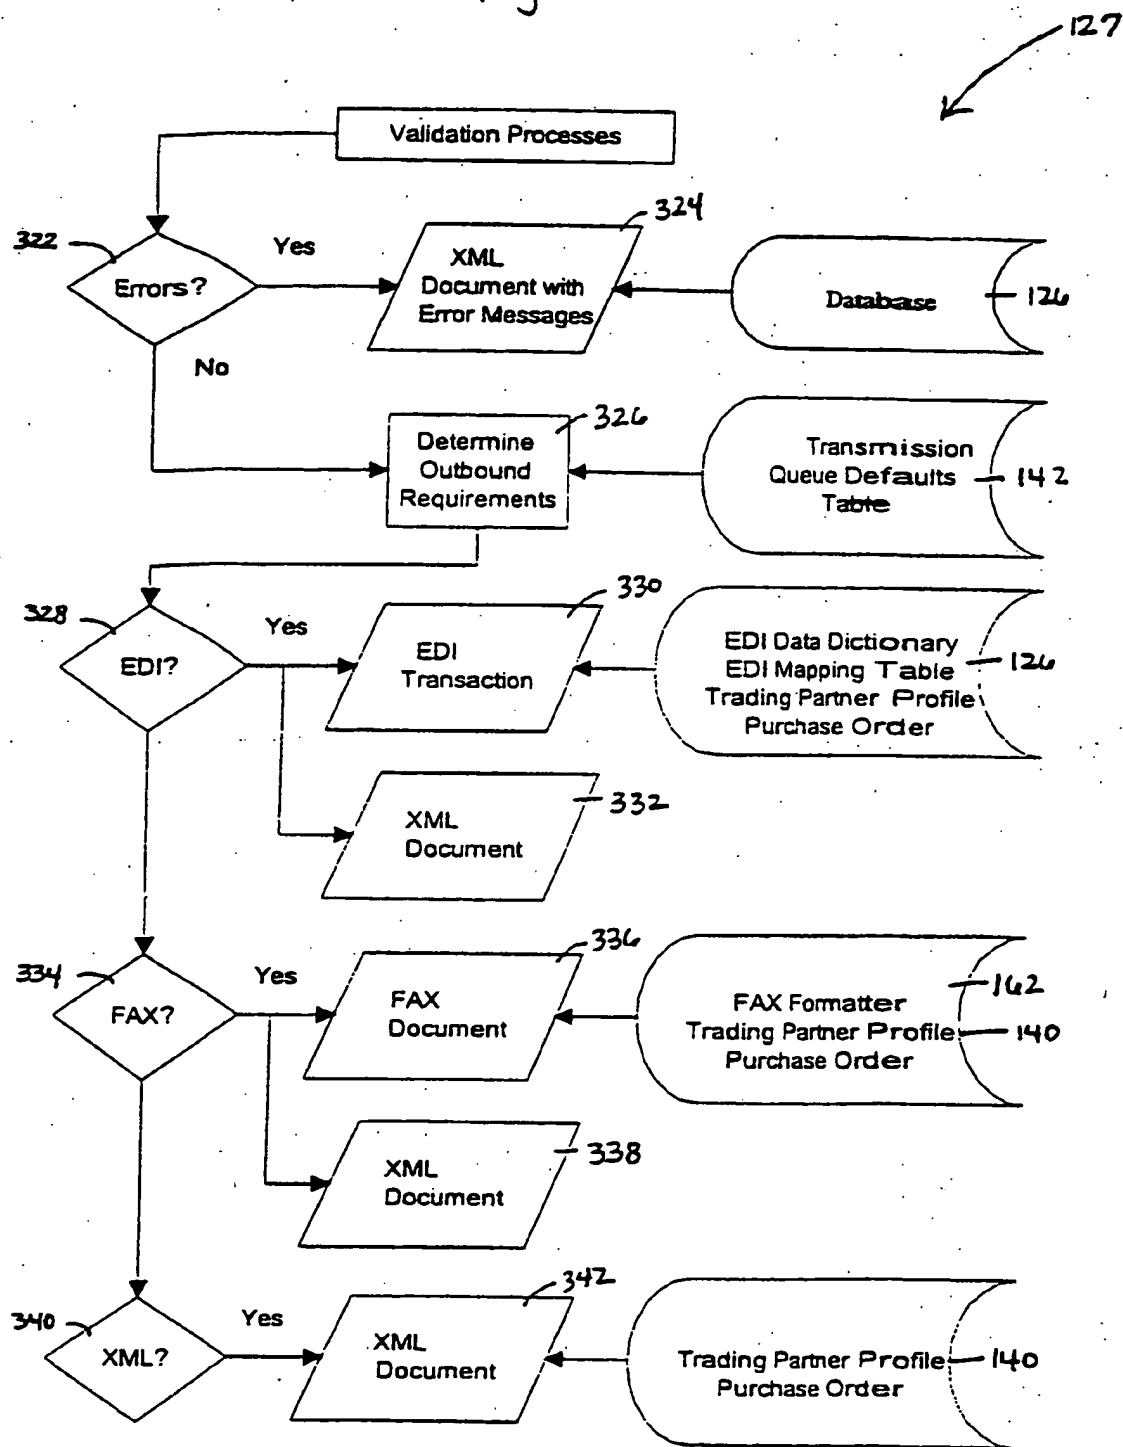 127
Validation Processes
322
Errors?
Yes
No
324
XML
Document with
Error Messages
Database
126
326
Determine
Outbound
Requirements
Transmission
Queue Defaults
Table
142
328
EDI?
Yes
330
EDI
Transaction
EDI Data Dictionary
EDI Mapping Table
Trading Partner Profile
Purchase Order
126
332
XML
Document
334
FAX?
Yes
336
FAX
Document
FAX Formatter
Trading Partner Profile
Purchase Order
162
140
338
XML
Document
340
XML?
Yes
342
XML
Document
Trading Partner Profile
Purchase Order
140